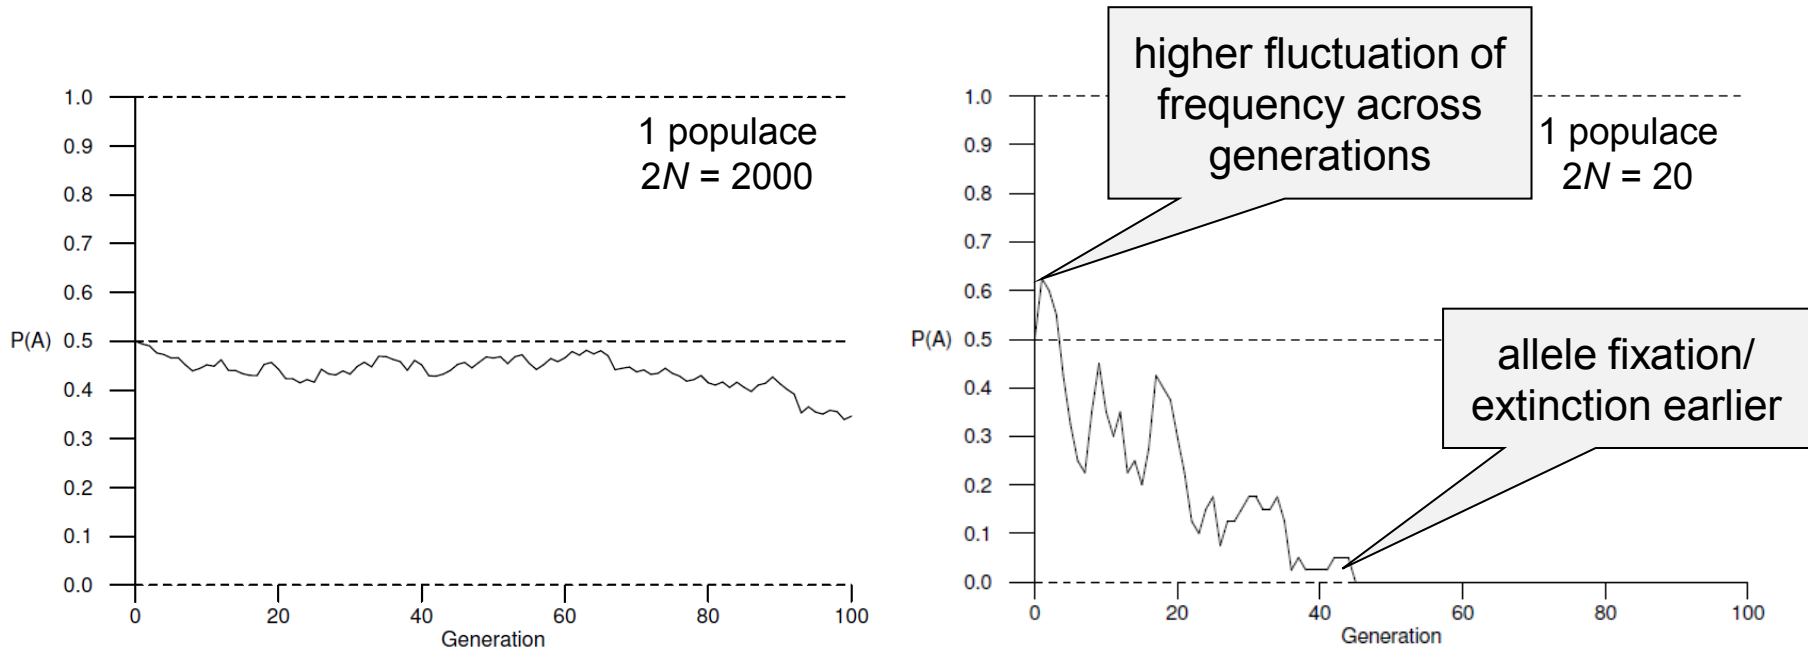 1.0
0.9
0.8
0.7
0.6
P(A) 0.5
0.4
0.3
0.2
0.1
0.0
0 20 40 60 80 100
Generation
1 populace
2N = 2000
higher fluctuation of
frequency across
generations
1.0
0.9
0.8
0.7
0.6
P(A) 0.5
0.4
0.3
0.2
0.1
0.0
0 20 40 60 80 100
Generation
1 populace
2N = 20
allele fixation/
extinction earlier